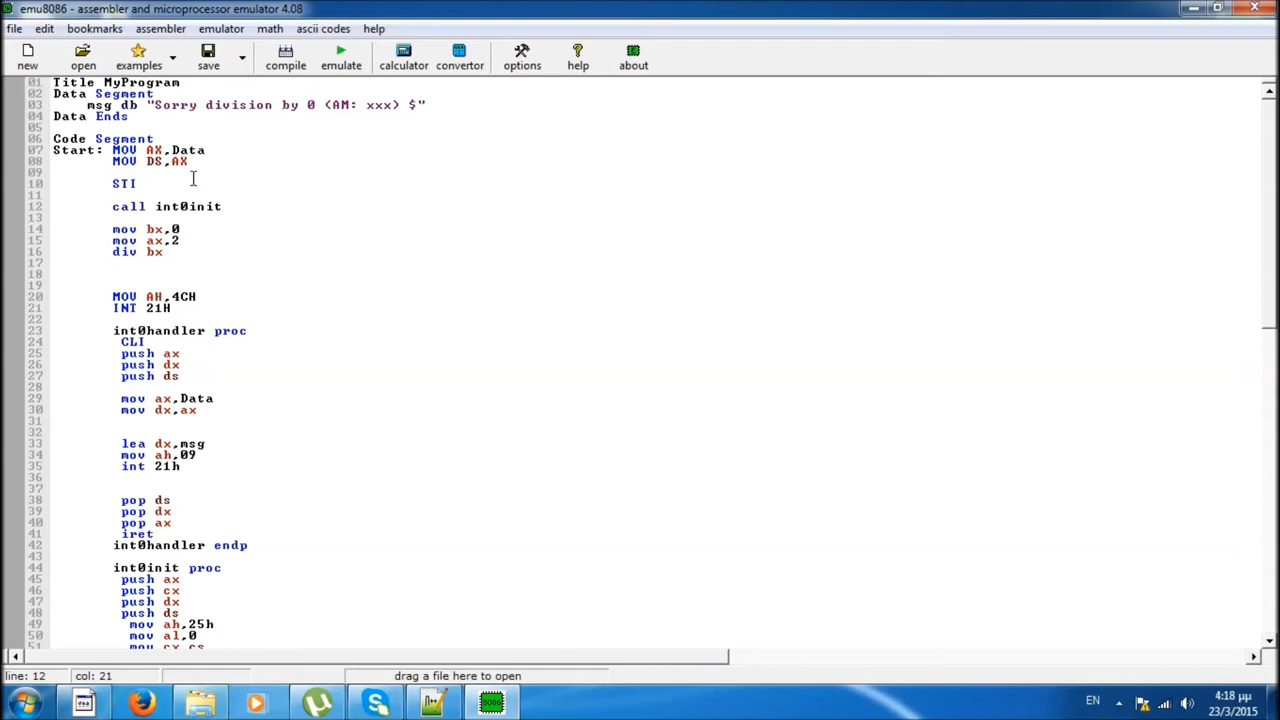 emu8086 - assembler and microprocessor emulator 4.08
file edit bookmarks assembler emulator math ascii codes help
new open examples save compile emulate calculator convertor options help about
01 Title MyProgram
02 Data Segment
03 msg db "Sorry division by 0 (AM: xxx) $"
04 Data Ends
05
06 Code Segment
07 Start: MOV AX,Data
08 MOV DS,AX
09
10 STI
11
12 call int0init
13
14 mov bx,0
15 mov ax,2
16 div bx
17
18
19
20 MOV AH,4CH
21 INT 21H
22
23 int0handler proc
24 CLI
25 push ax
26 push dx
27 push ds
28
29 mov ax,Data
30 mov dx,ax
31
32
33 lea dx,msg
34 mov ah,09
35 int 21h
36
37
38 pop ds
39 pop dx
40 pop ax
41 iret
42 int0handler endp
43
44 int0init proc
45 push ax
46 push cx
47 push dx
48 push ds
49 mov ah,25h
50 mov al,0
51 mov cx,cs
line: 12 col: 21 drag a file here to open
EN 4:18 μμ
23/3/2015